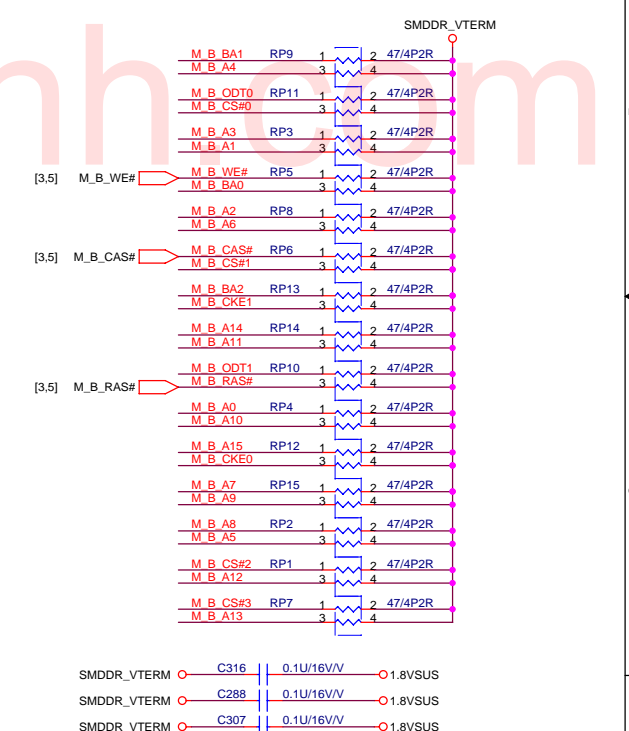 SMDDR_VTERM
M_B_BA1 RP9 1 2 47/4P2R
M_B_A4 3 4
M_B_ODT0 RP11 1 2 47/4P2R
M_B_CS#0 3 4
M_B_A3 RP3 1 2 47/4P2R
M_B_A1 3 4
[3,5] M_B_WE# M_B_WE# RP5 1 2 47/4P2R
M_B_BA0 3 4
M_B_A2 RP8 1 2 47/4P2R
M_B_A6 3 4
[3,5] M_B_CAS# M_B_CAS# RP6 1 2 47/4P2R
M_B_CS#1 3 4
M_B_BA2 RP13 1 2 47/4P2R
M_B_CKE1 3 4
M_B_A14 RP14 1 2 47/4P2R
M_B_A11 3 4
M_B_ODT1 RP10 1 2 47/4P2R
[3,5] M_B_RAS# M_B_RAS# 3 4
M_B_A0 RP4 1 2 47/4P2R
M_B_A10 3 4
M_B_A15 RP12 1 2 47/4P2R
M_B_CKE0 3 4
M_B_A7 RP15 1 2 47/4P2R
M_B_A9 3 4
M_B_A8 RP2 1 2 47/4P2R
M_B_A5 3 4
M_B_CS#2 RP1 1 2 47/4P2R
M_B_A12 3 4
M_B_CS#3 RP7 1 2 47/4P2R
M_B_A13 3 4
SMDDR_VTERM C316 0.1U/16V/V 1.8VSUS
SMDDR_VTERM C288 0.1U/16V/V 1.8VSUS
SMDDR_VTERM C307 0.1U/16V/V 1.8VSUS
nh.com